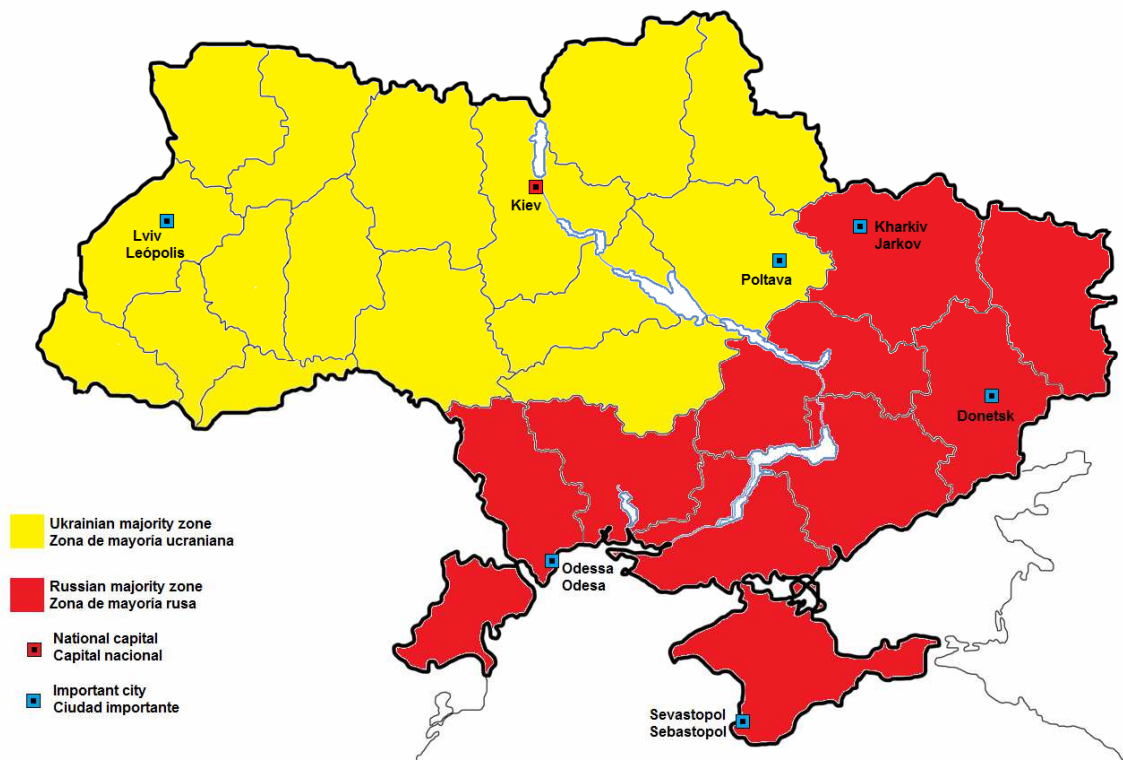 Kiev
Lviv
Leópolis
Kharkiv
Jarkov
Poltava
Donetsk
Ukrainian majority zone
Zona de mayoría ucraniana
Odessa
Odesa
Russian majority zone
Zona de mayoría rusa
National capital
Capital nacional
Important city
Ciudad importante
Sevastopol
Sebastopol